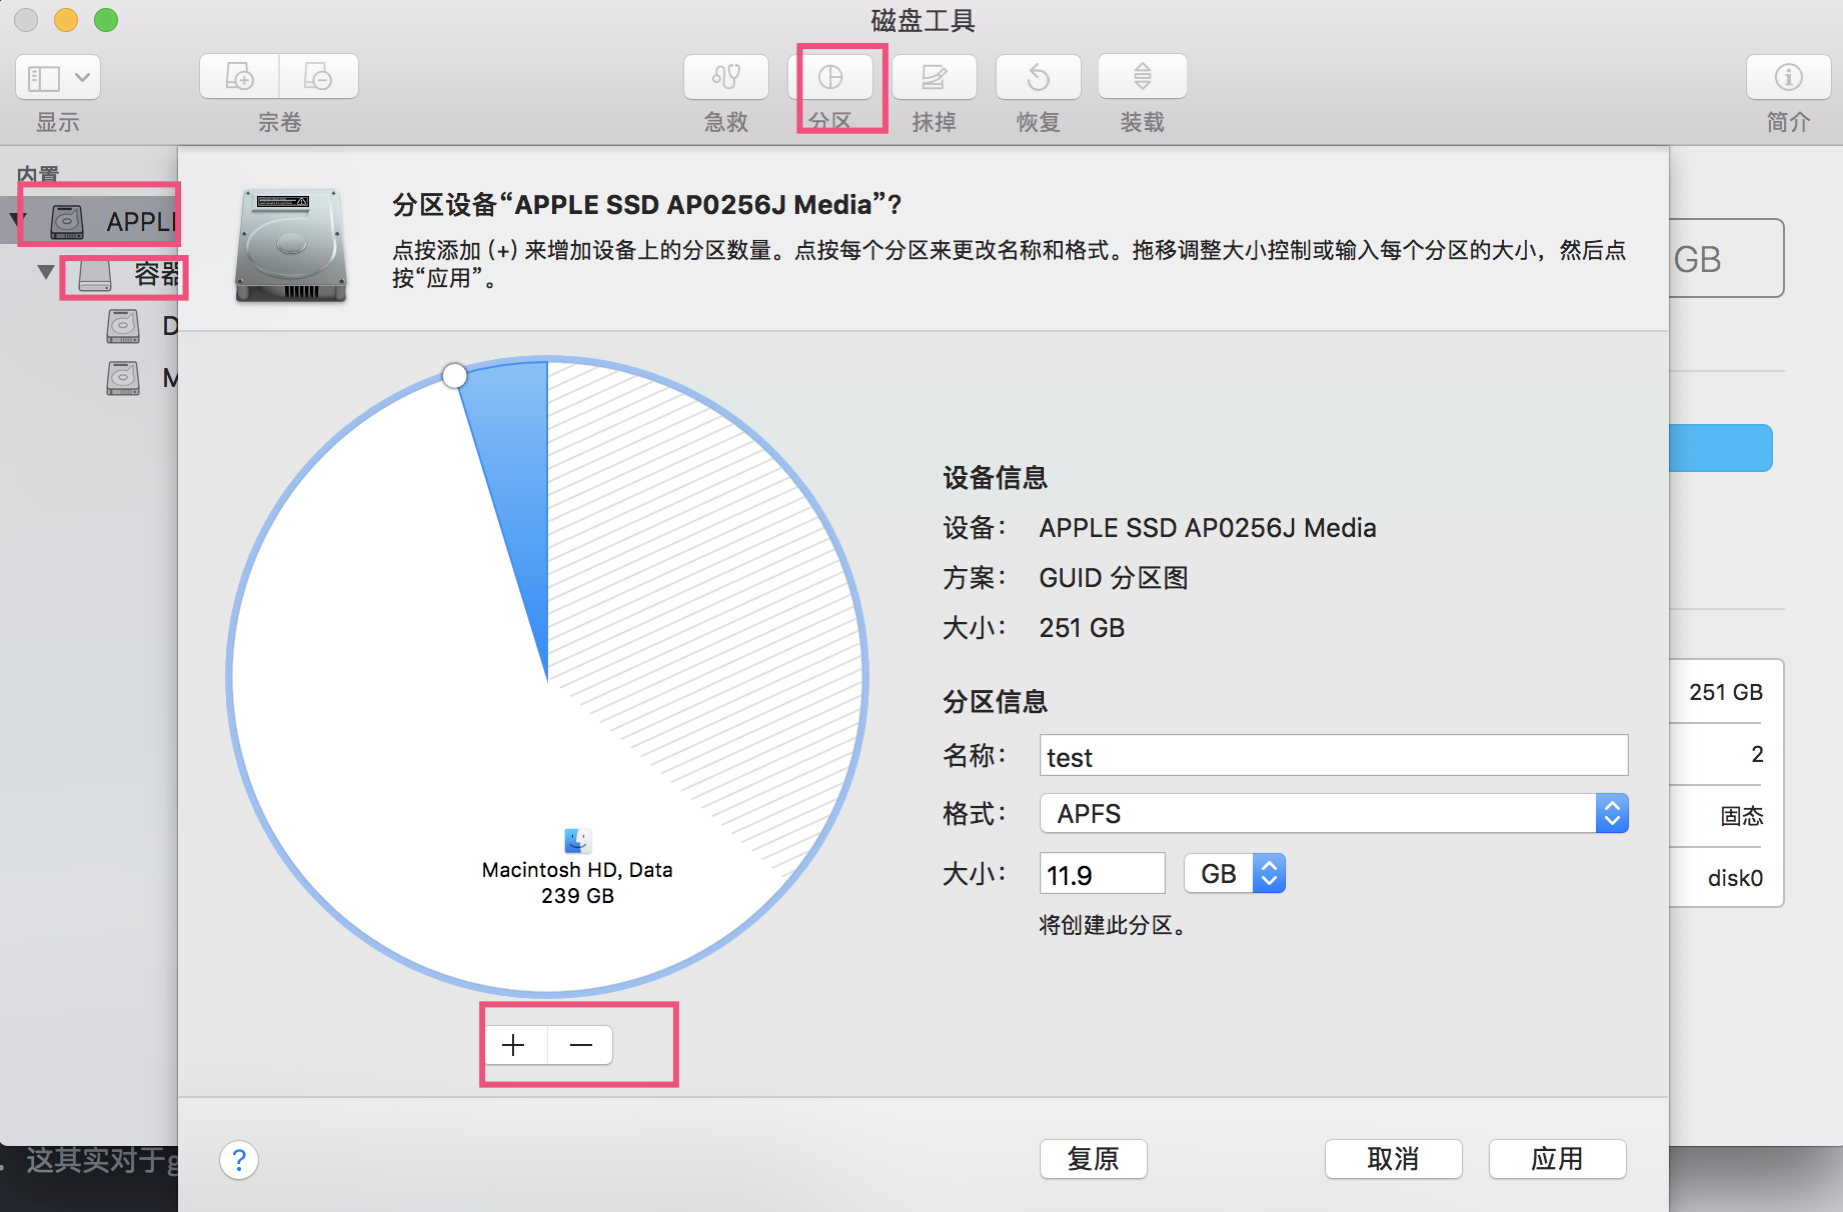 磁盘工具
显示
宗卷
急救
分区
抹掉
恢复
装载
简介
内置
APPL
容器
D
M
分区设备“APPLE SSD AP0256J Media”?
点按添加 (+) 来增加设备上的分区数量。点按每个分区来更改名称和格式。拖移调整大小控制或输入每个分区的大小，然后点
按“应用”。
GB
Macintosh HD, Data
239 GB
设备信息
设备： APPLE SSD AP0256J Media
方案： GUID 分区图
大小： 251 GB
分区信息
名称： test
格式： APFS
大小： 11.9 GB
将创建此分区。
251 GB
2
固态
disk0
+ —
? 复原 取消 应用
. 这其实对于g